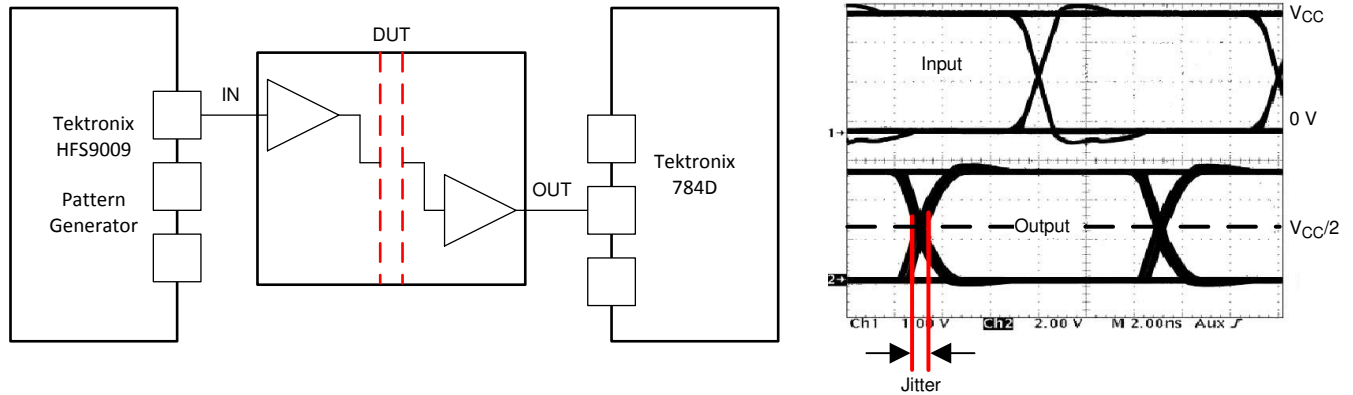 Tektronix
HFS9009
Pattern
Generator
IN
DUT
OUT
Tektronix
784D
Input
VCC
0 V
1→
Output
VCC/2
2→
Ch1 1.00 V Ch2 2.00 V M 2.00ns Aux ƒ
Jitter